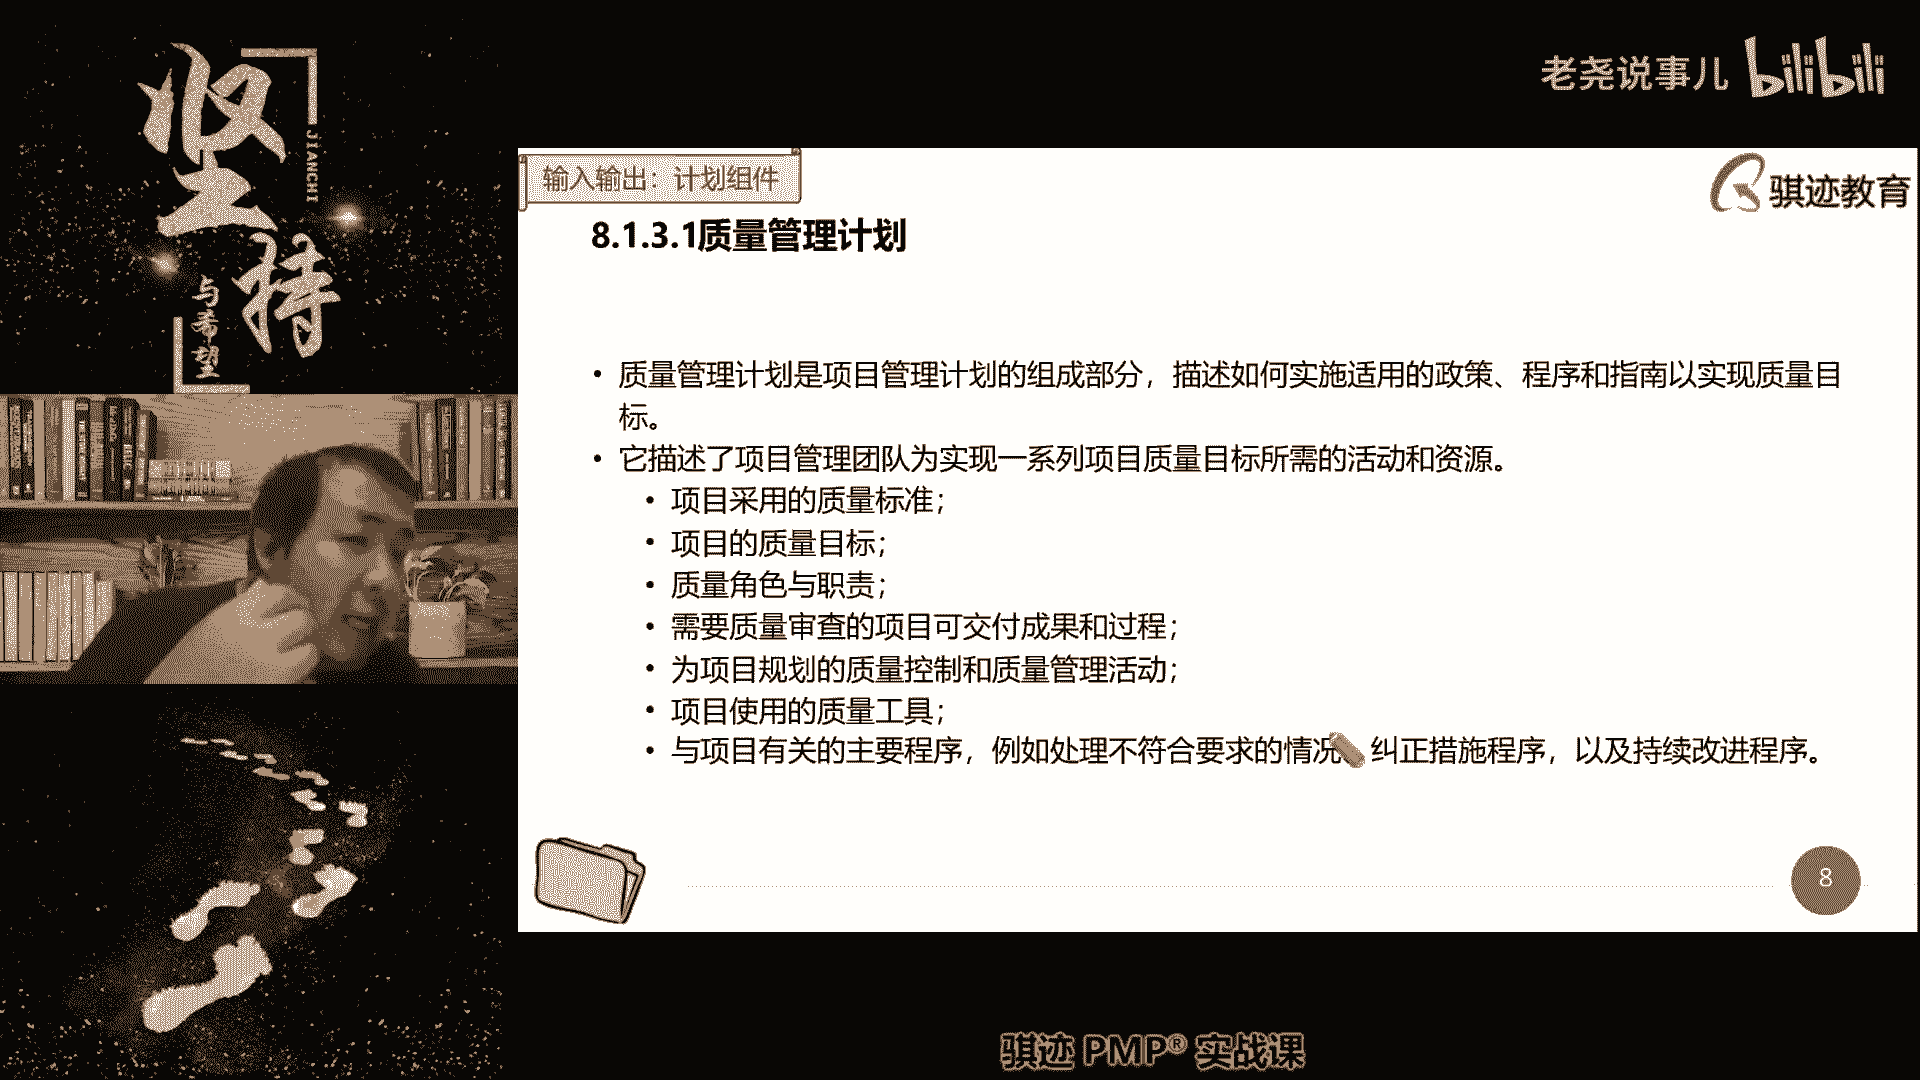 坚持
JIANCHI
与希望
老尧说事儿 bilibili
输入输出：计划组件
骐迹教育
8.1.3.1质量管理计划
• 质量管理计划是项目管理计划的组成部分，描述如何实施适用的政策、程序和指南以实现质量目
标。
• 它描述了项目管理团队为实现一系列项目质量目标所需的活动和资源。
• 项目采用的质量标准；
• 项目的质量目标；
• 质量角色与职责；
• 需要质量审查的项目可交付成果和过程；
• 为项目规划的质量控制和质量管理活动；
• 项目使用的质量工具；
• 与项目有关的主要程序，例如处理不符合要求的情况 纠正措施程序，以及持续改进程序。
8
骐迹 PMP® 实战课